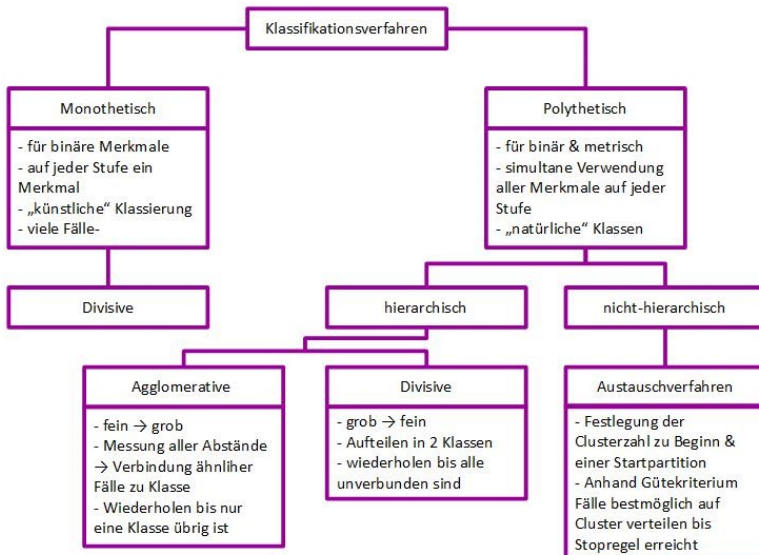 Klassifikationsverfahren
Monothetisch
- für binäre Merkmale
- auf jeder Stufe ein
Merkmal
- „künstliche“ Klassierung
- viele Fälle-
Polythetisch
- für binär & metrisch
- simultane Verwendung
aller Merkmale auf jeder
Stufe
- „natürliche“ Klassen
Divisive
hierarchisch
nicht-hierarchisch
Agglomerative
- fein → grob
- Messung aller Abstände
→ Verbindung ähnliher
Fälle zu Klasse
- Wiederholen bis nur
eine Klasse übrig ist
Divisive
- grob → fein
- Aufteilen in 2 Klassen
- wiederholen bis alle
unverbunden sind
Austauschverfahren
- Festlegung der
Clusterzahl zu Beginn &
einer Startpartition
- Anhand Gütekriterium
Fälle bestmöglich auf
Cluster verteilen bis
Stopregel erreicht